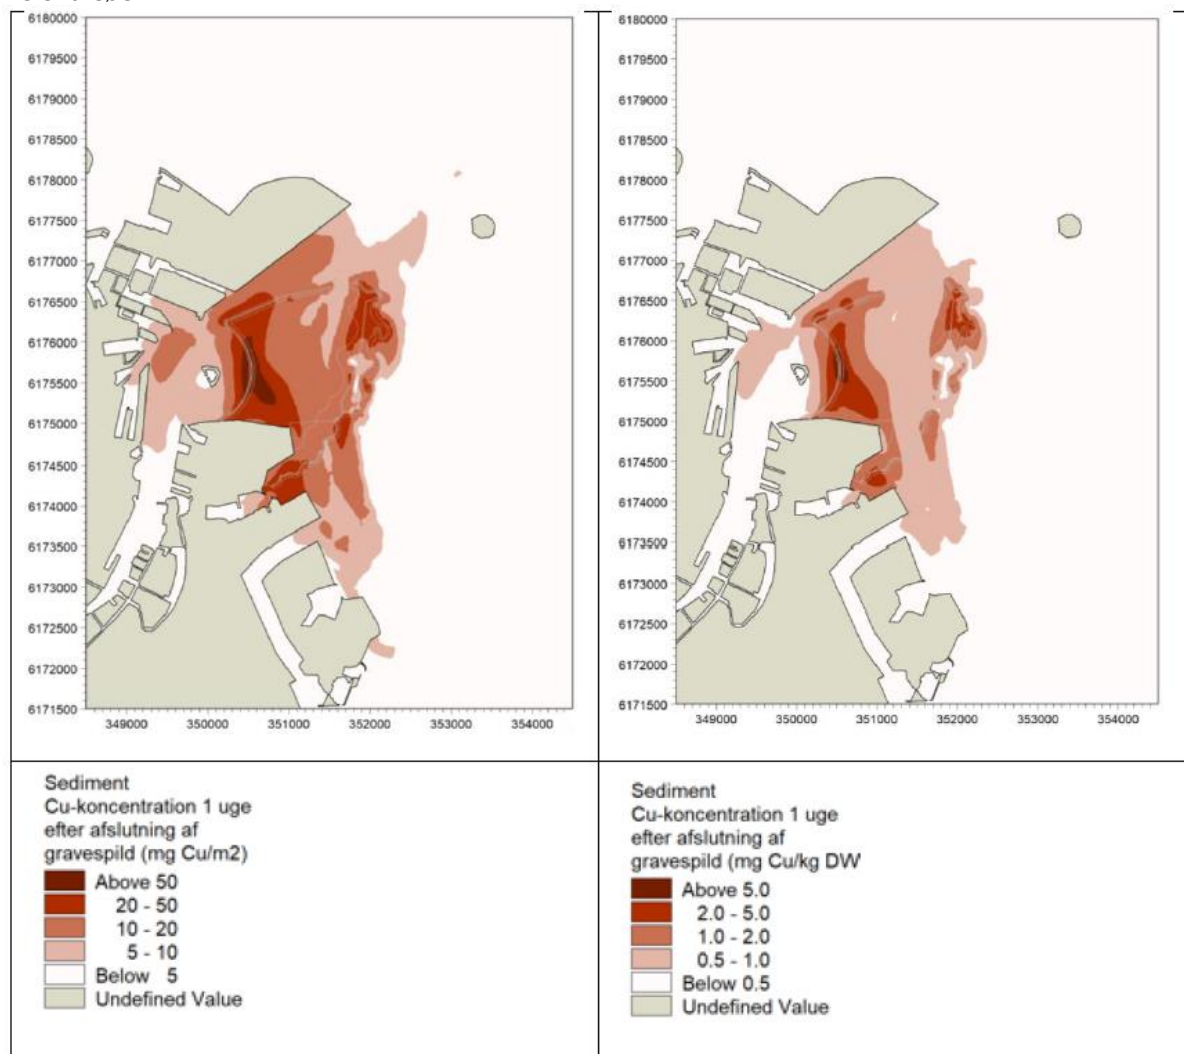 6180000
6179500
6179000
6178500
6178000
6177500
6177000
6176500
6176000
6175500
6175000
6174500
6174000
6173500
6173000
6172500
6172000
6171500
349000 350000 351000 352000 353000 354000
6180000
6179500
6179000
6178500
6178000
6177500
6177000
6176500
6176000
6175500
6175000
6174500
6174000
6173500
6173000
6172500
6172000
6171500
349000 350000 351000 352000 353000 354000
Sediment
Cu-koncentration 1 uge
efter afslutning af
gravespild (mg Cu/m2)
Above 50
20 - 50
10 - 20
5 - 10
Below 5
Undefined Value
Sediment
Cu-koncentration 1 uge
efter afslutning af
gravespild (mg Cu/kg DW
Above 5.0
2.0 - 5.0
1.0 - 2.0
0.5 - 1.0
Below 0.5
Undefined Value